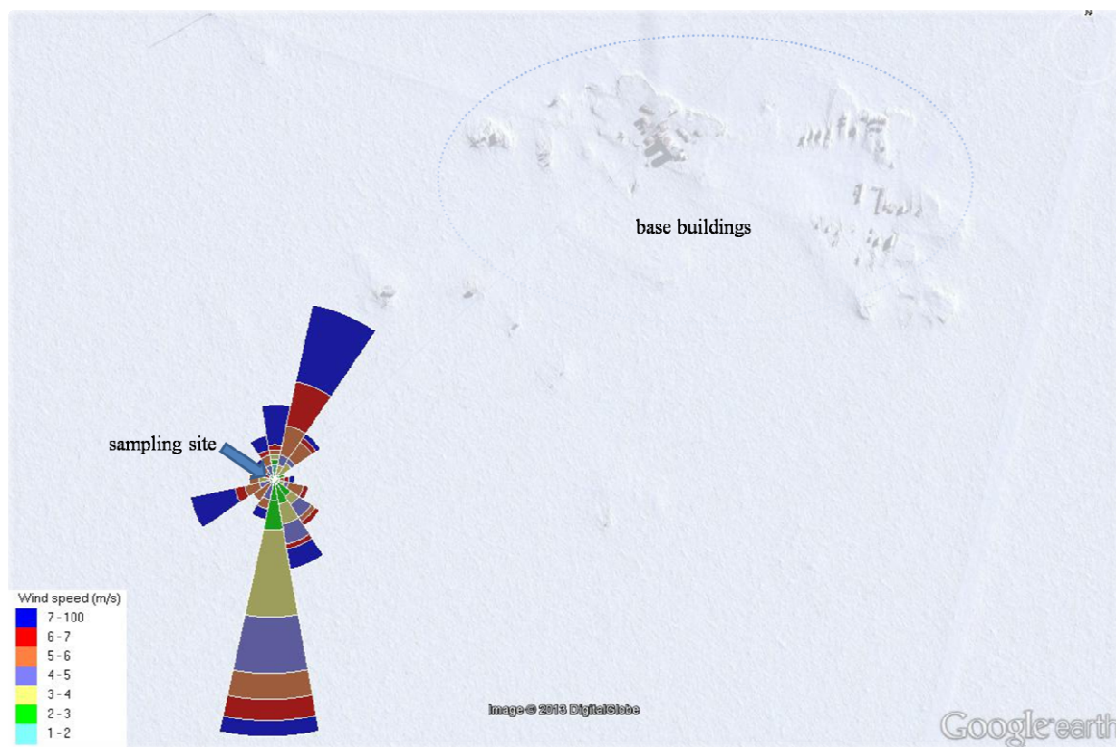 N
base buildings
sampling site
Wind speed (m/s)
7-100
6-7
5-6
4-5
3-4
2-3
1-2
Image © 2013 DigitalGlobe
Google earth